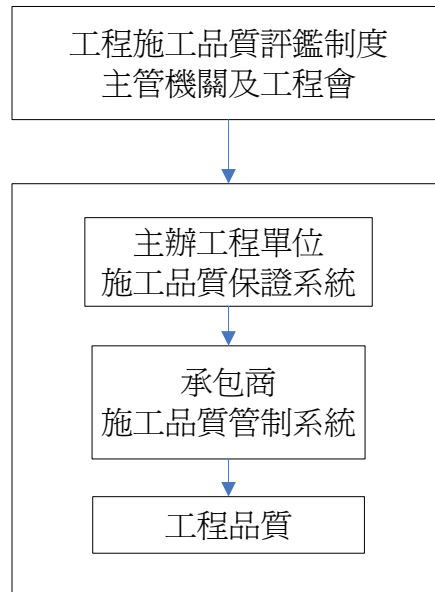 工程施工品質評鑑制度
主管機關及工程會
主辦工程單位
施工品質保證系統
承包商
施工品質管制系統
工程品質